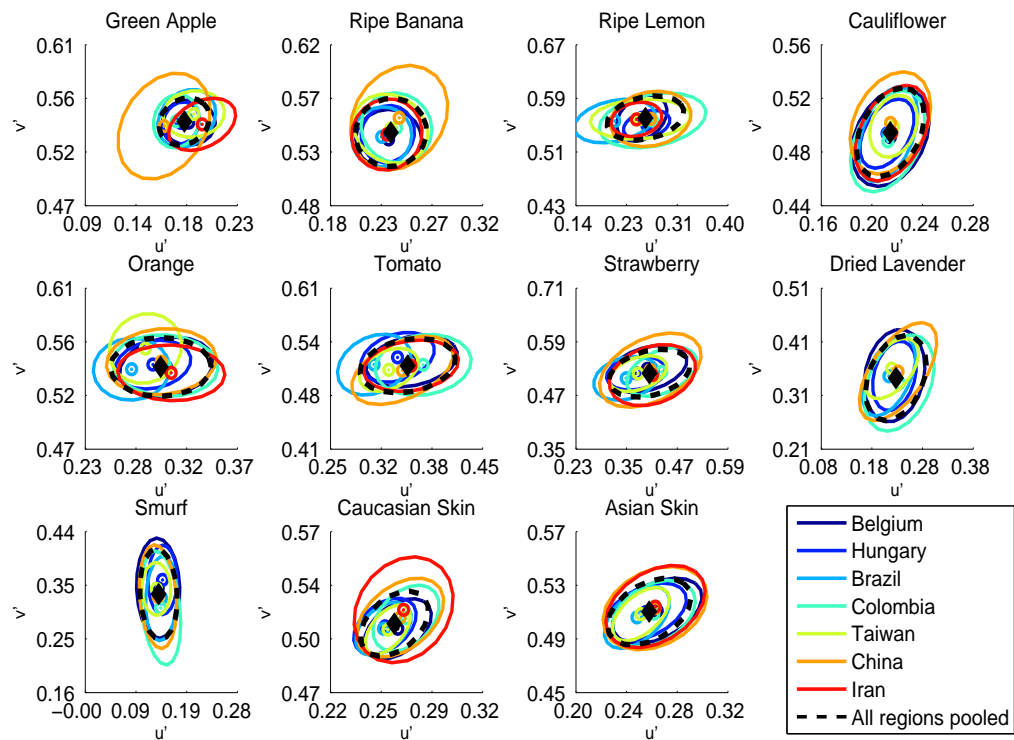 Green Apple
Ripe Banana
Ripe Lemon
Cauliflower
0.61
0.56
0.52
0.47
v'
0.09 0.14 0.18 0.23
u'
0.62
0.57
0.53
0.48
v'
0.18 0.23 0.27 0.32
u'
0.67
0.59
0.51
0.43
v'
0.14 0.23 0.31 0.40
u'
0.56
0.52
0.48
0.44
v'
0.16 0.20 0.24 0.28
u'
Orange
Tomato
Strawberry
Dried Lavender
0.61
0.56
0.52
0.47
v'
0.23 0.28 0.32 0.37
u'
0.61
0.54
0.48
0.41
v'
0.25 0.32 0.38 0.45
u'
0.71
0.59
0.47
0.35
v'
0.23 0.35 0.47 0.59
u'
0.51
0.41
0.31
0.21
v'
0.08 0.18 0.28 0.38
u'
Smurf
Caucasian Skin
Asian Skin
0.44
0.35
0.25
0.16
v'
−0.00 0.09 0.19 0.28
u'
0.57
0.54
0.50
0.47
v'
0.22 0.25 0.29 0.32
u'
0.57
0.53
0.49
0.45
v'
0.20 0.24 0.28 0.32
u'
Belgium
Hungary
Brazil
Colombia
Taiwan
China
Iran
All regions pooled